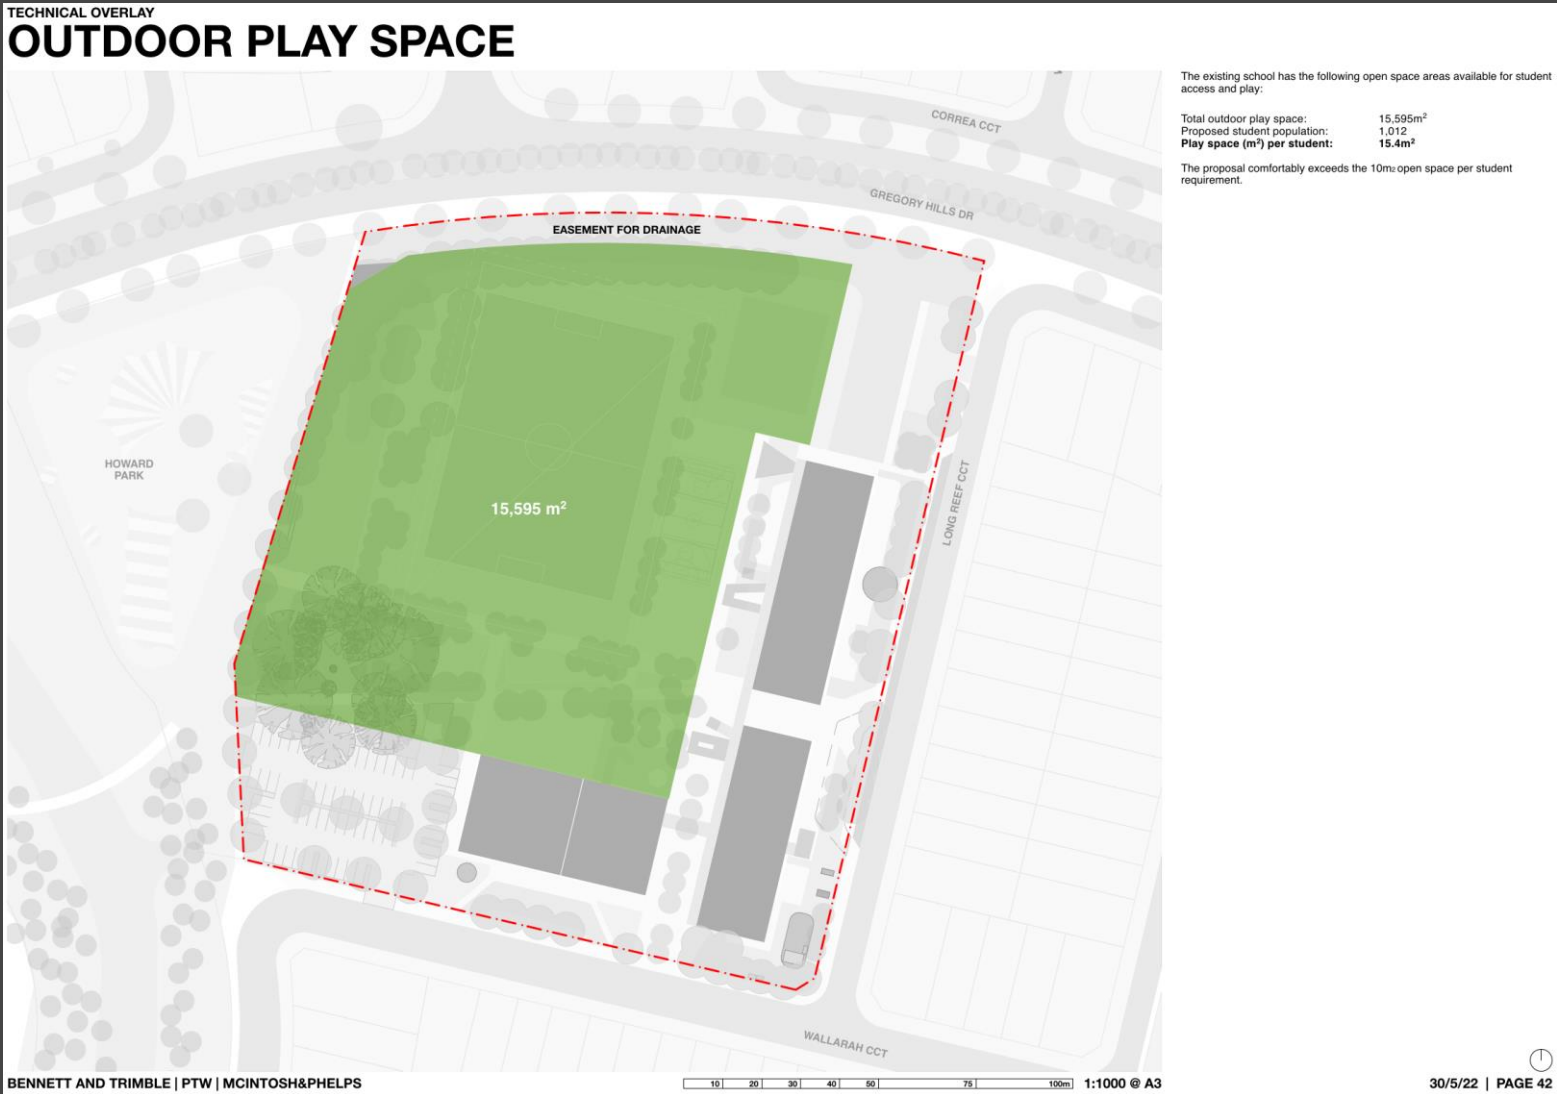 TECHNICAL OVERLAY
OUTDOOR PLAY SPACE
The existing school has the following open space areas available for student
access and play:
Total outdoor play space: 15,595m²
Proposed student population: 1,012
Play space (m²) per student: 15.4m²
The proposal comfortably exceeds the 10m₂ open space per student
requirement.
CORREA CCT
GREGORY HILLS DR
EASEMENT FOR DRAINAGE
HOWARD
PARK
LONG REEF CCT
15,595 m²
WALLARAH CCT
BENNETT AND TRIMBLE | PTW | MCINTOSH&PHELPS
10 20 30 40 50 75 100m 1:1000 @ A3
30/5/22 | PAGE 42